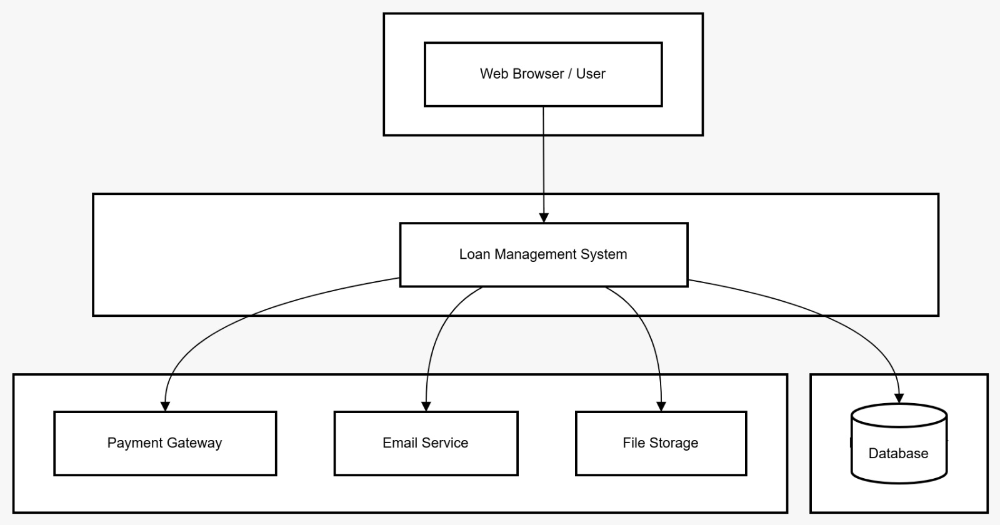 Web Browser / User
Loan Management System
Payment Gateway
Email Service
File Storage
Database